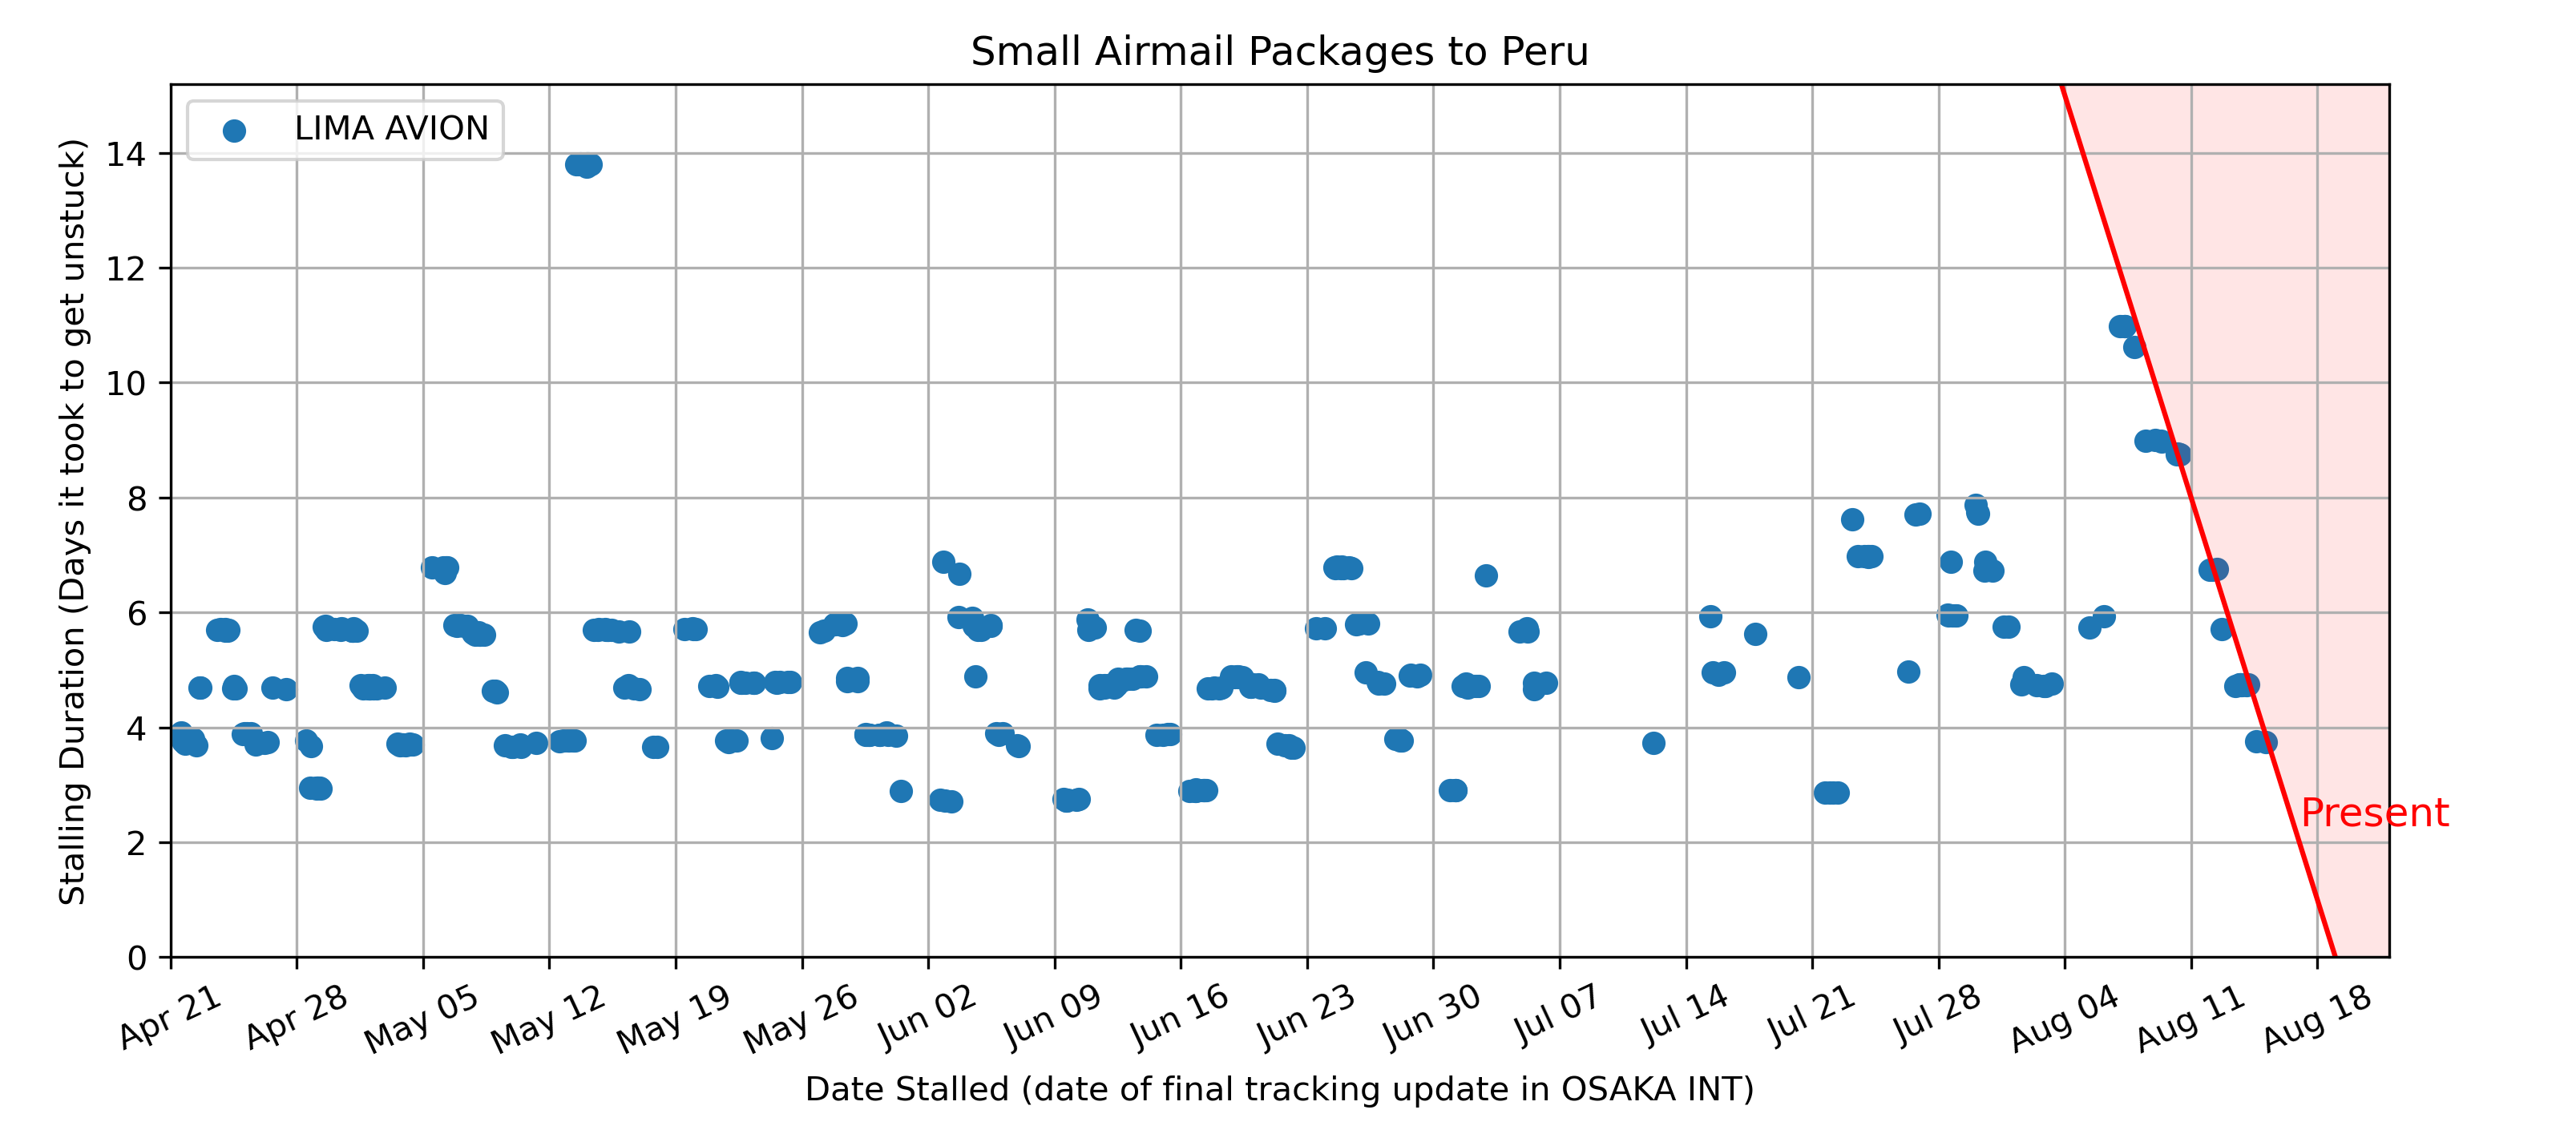 Small Airmail Packages to Peru
LIMA AVION
Stalling Duration (Days it took to get unstuck)
14
12
10
8
6
4
2
0
Present
Apr 21
Apr 28
May 05
May 12
May 19
May 26
Jun 02
Jun 09
Jun 16
Jun 23
Jun 30
Jul 07
Jul 14
Jul 21
Jul 28
Aug 04
Aug 11
Aug 18
Date Stalled (date of final tracking update in OSAKA INT)